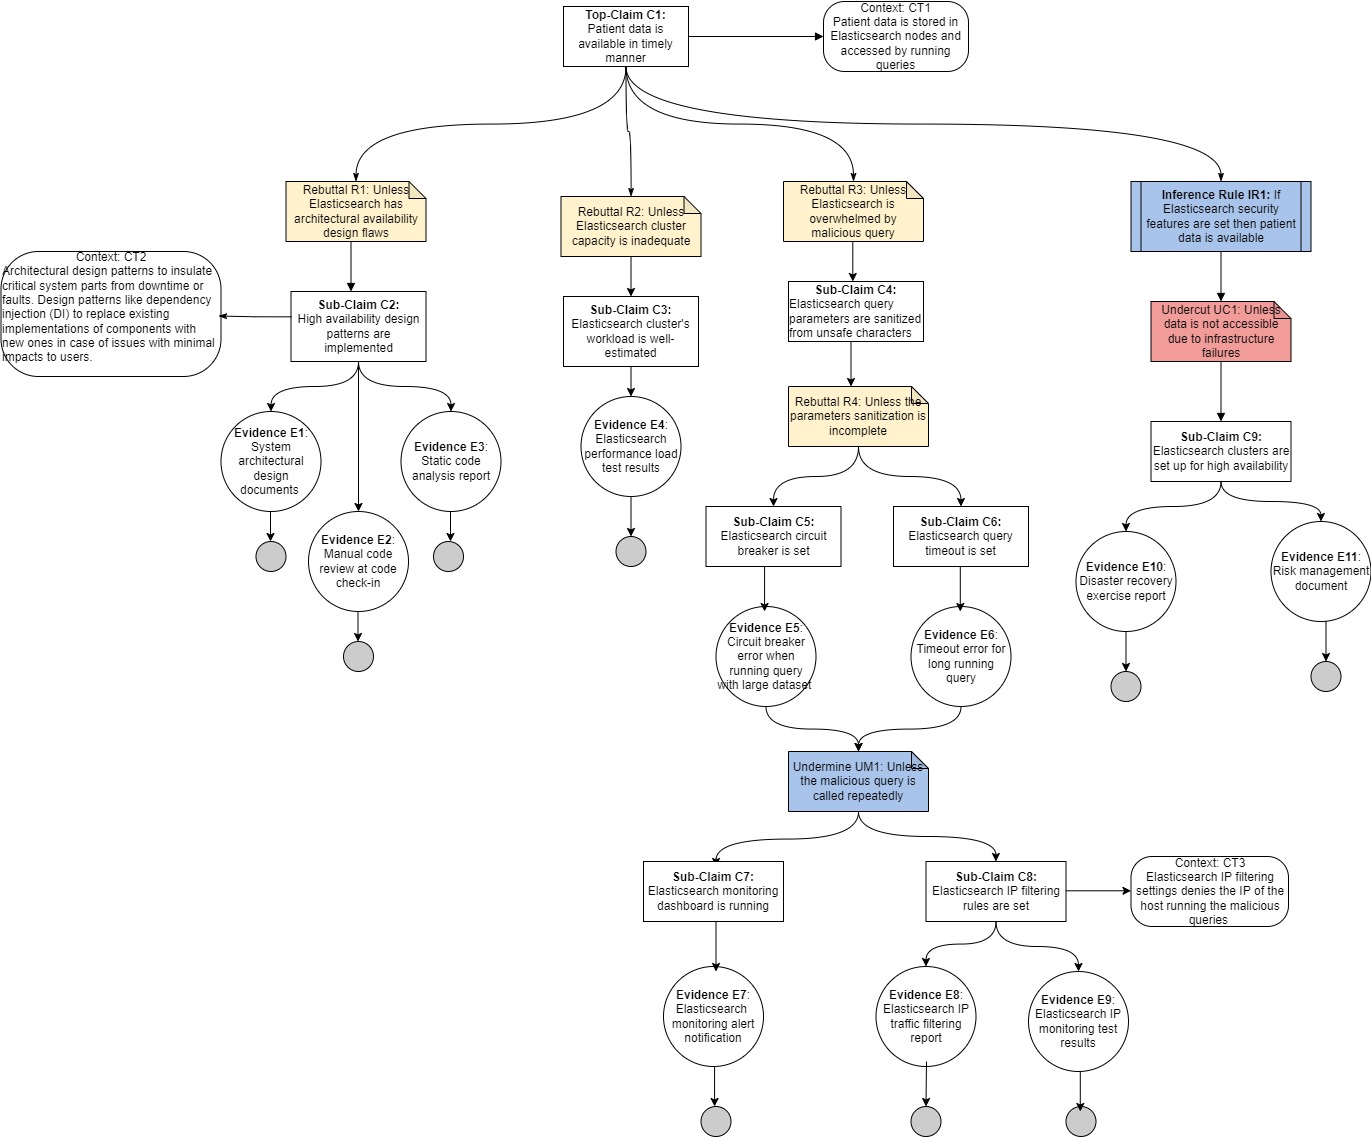 Top-Claim C1:
Patient data is
available in timely
manner
Context: CT1
Patient data is stored in
Elasticsearch nodes and
accessed by running
queries
Rebuttal R1: Unless
Elasticsearch has
architectural availability
design flaws
Rebuttal R2: Unless
Elasticsearch cluster
capacity is inadequate
Rebuttal R3: Unless
Elasticsearch is
overwhelmed by
malicious query
Inference Rule IR1: If
Elasticsearch security
features are set then patient
data is available
Context: CT2
Architectural design patterns to insulate
critical system parts from downtime or
faults. Design patterns like dependency
injection (DI) to replace existing
implementations of components with
new ones in case of issues with minimal
impacts to users.
Sub-Claim C2:
High availability design
patterns are
implemented
Sub-Claim C3:
Elasticsearch cluster's
workload is well-
estimated
Sub-Claim C4:
Elasticsearch query
parameters are sanitized
from unsafe characters
Undercut UC1: Unless
data is not accessible
due to infrastructure
failures
Rebuttal R4: Unless the
parameters sanitization is
incomplete
Evidence E1:
System
architectural
design
documents
Evidence E2:
Manual code
review at code
check-in
Evidence E3:
Static code
analysis report
Evidence E4:
Elasticsearch
performance load
test results
Sub-Claim C9:
Elasticsearch clusters are
set up for high availability
Sub-Claim C5:
Elasticsearch circuit
breaker is set
Sub-Claim C6:
Elasticsearch query
timeout is set
Evidence E10:
Disaster recovery
exercise report
Evidence E11:
Risk management
document
Evidence E5:
Circuit breaker
error when
running query
with large dataset
Evidence E6:
Timeout error for
long running
query
Undermine UM1: Unless
the malicious query is
called repeatedly
Sub-Claim C7:
Elasticsearch monitoring
dashboard is running
Sub-Claim C8:
Elasticsearch IP filtering
rules are set
Context: CT3
Elasticsearch IP filtering
settings denies the IP of the
host running the malicious
queries
Evidence E7:
Elasticsearch
monitoring alert
notification
Evidence E8:
Elasticsearch IP
traffic filtering
report
Evidence E9:
Elasticsearch IP
monitoring test
results